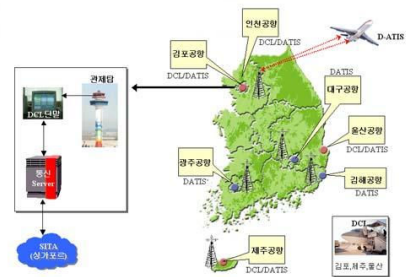 인천공항
DCL/DATIS
김포공항
DCL/DATIS
D-ATIS
관제탑
DCL단말
DATIS
대구공항
울산공항
DCL/DATIS
통신
Server
광주공항
DATIS
김해공항
DATIS
SITA
(싱가포르)
DCL
김포,제주,울산
제주공항
DCL/DATIS